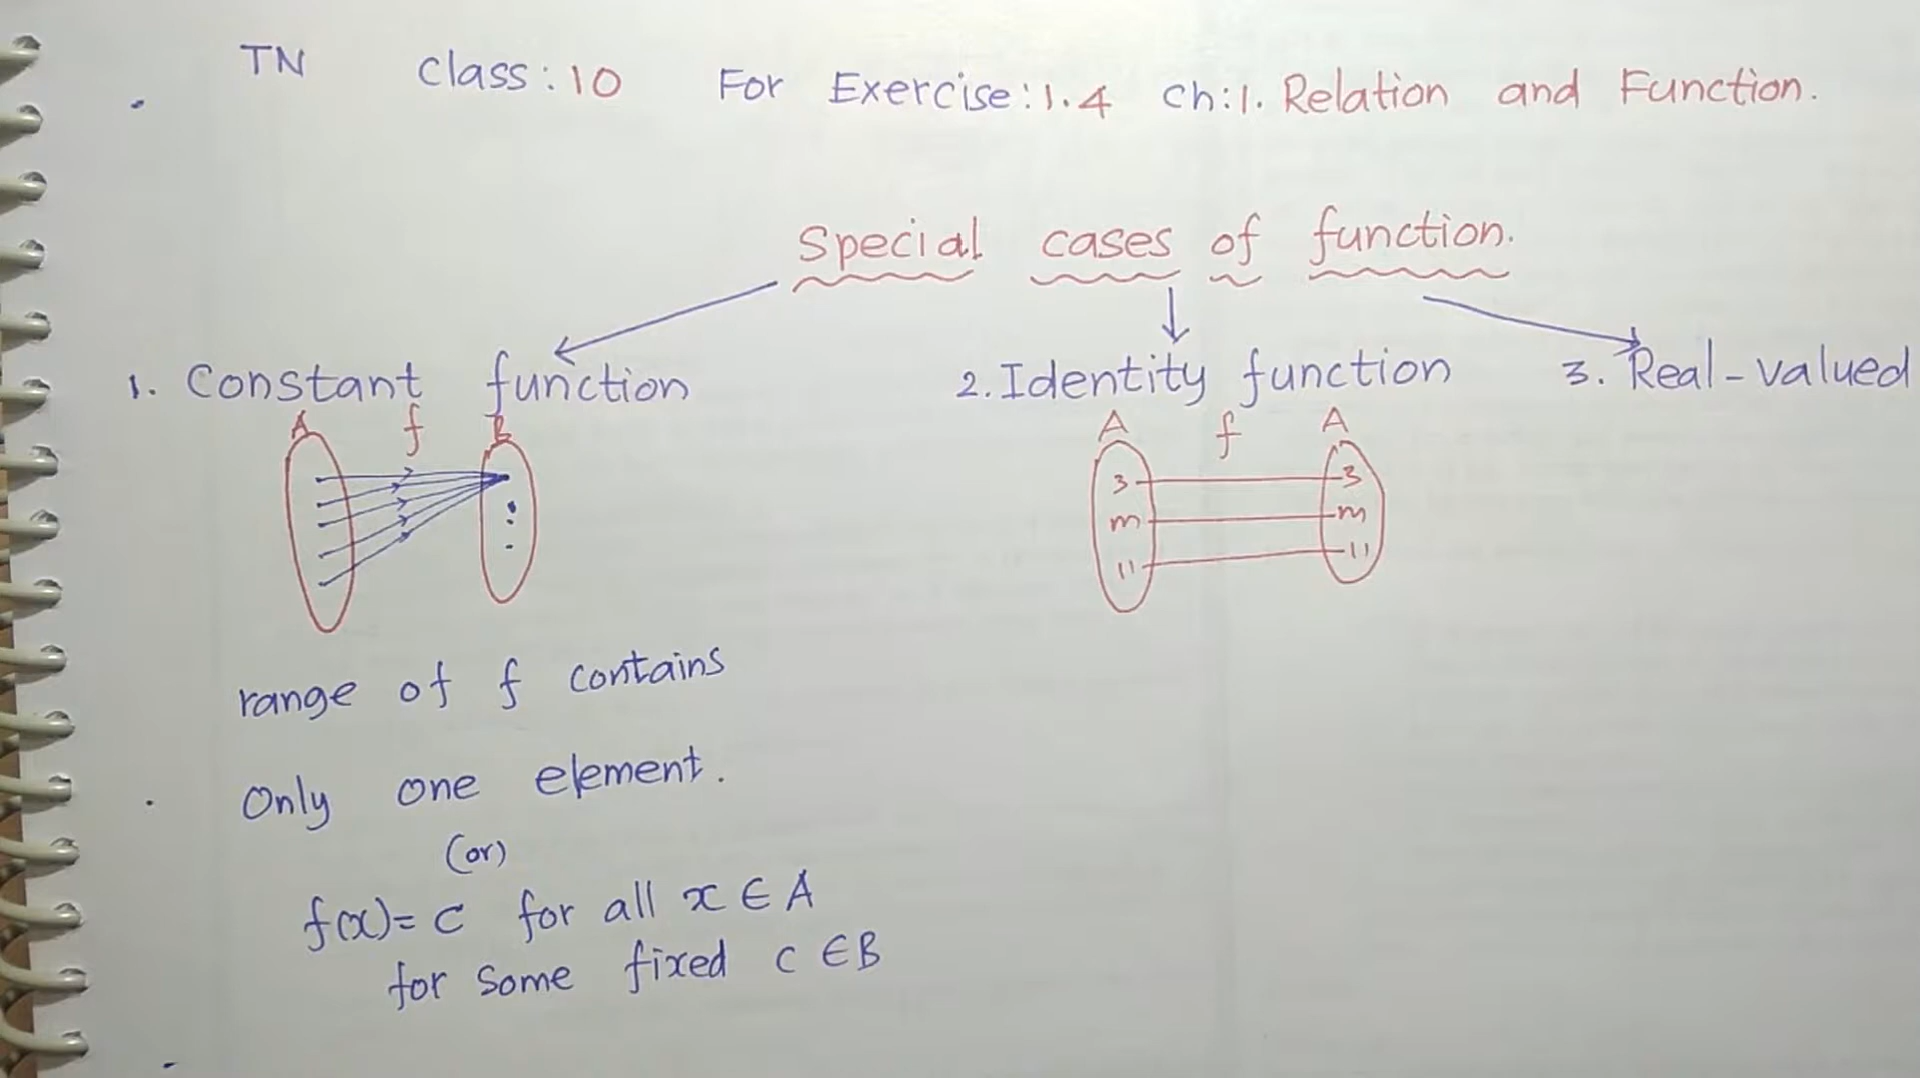 TN Class: 10 For Exercise: 1.4 Ch: 1. Relation and Function.
Special cases of function.
1. Constant function
2. Identity function
3. Real-valued
A f B
A f A
3 3
m m
11 11
range of f contains
Only one element.
(or)
f(x) = c for all x ∈ A
for some fixed c ∈ B